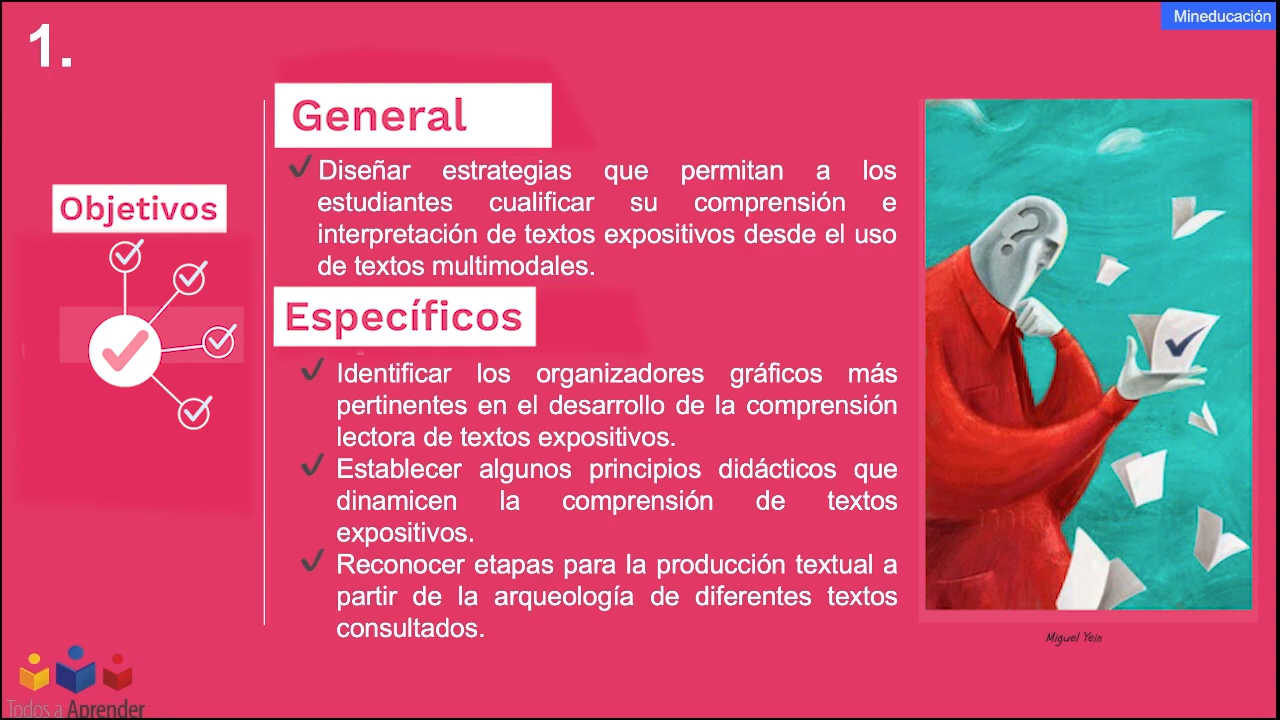 1.
Mineducación
Objetivos
General
Diseñar estrategias que permitan a los
estudiantes cualificar su comprensión e
interpretación de textos expositivos desde el uso
de textos multimodales.
Específicos
Identificar los organizadores gráficos más
pertinentes en el desarrollo de la comprensión
lectora de textos expositivos.
Establecer algunos principios didácticos que
dinamicen la comprensión de textos
expositivos.
Reconocer etapas para la producción textual a
partir de la arqueología de diferentes textos
consultados.
?
Miguel Yein
Todos a Aprender